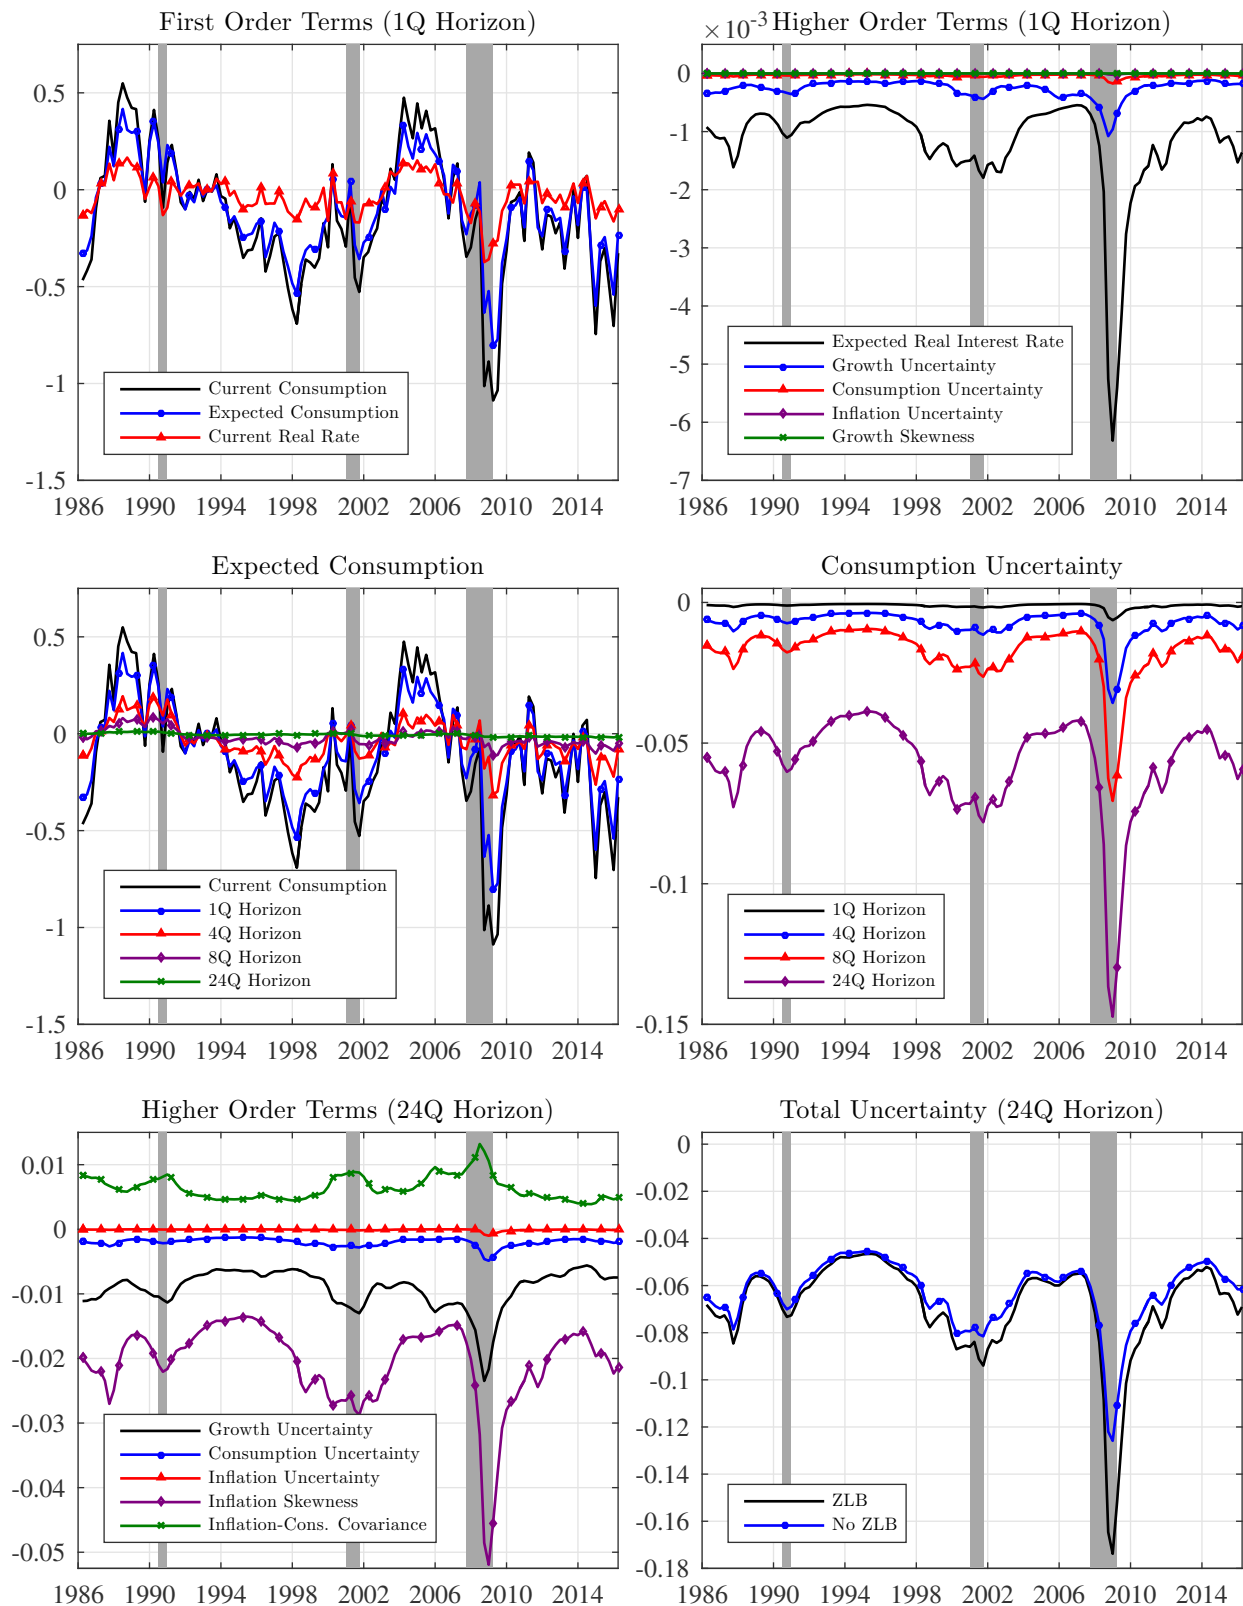 First Order Terms (1Q Horizon)
0.5
0
-0.5
-1
-1.5
1986 1990 1994 1998 2002 2006 2010 2014
Current Consumption
Expected Consumption
Current Real Rate
×10⁻³ Higher Order Terms (1Q Horizon)
0
-1
-2
-3
-4
-5
-6
-7
1986 1990 1994 1998 2002 2006 2010 2014
Expected Real Interest Rate
Growth Uncertainty
Consumption Uncertainty
Inflation Uncertainty
Growth Skewness
Expected Consumption
0.5
0
-0.5
-1
-1.5
1986 1990 1994 1998 2002 2006 2010 2014
Current Consumption
1Q Horizon
4Q Horizon
8Q Horizon
24Q Horizon
Consumption Uncertainty
0
-0.05
-0.1
-0.15
1986 1990 1994 1998 2002 2006 2010 2014
1Q Horizon
4Q Horizon
8Q Horizon
24Q Horizon
Higher Order Terms (24Q Horizon)
0.01
0
-0.01
-0.02
-0.03
-0.04
-0.05
1986 1990 1994 1998 2002 2006 2010 2014
Growth Uncertainty
Consumption Uncertainty
Inflation Uncertainty
Inflation Skewness
Inflation-Cons. Covariance
Total Uncertainty (24Q Horizon)
0
-0.02
-0.04
-0.06
-0.08
-0.1
-0.12
-0.14
-0.16
-0.18
1986 1990 1994 1998 2002 2006 2010 2014
ZLB
No ZLB